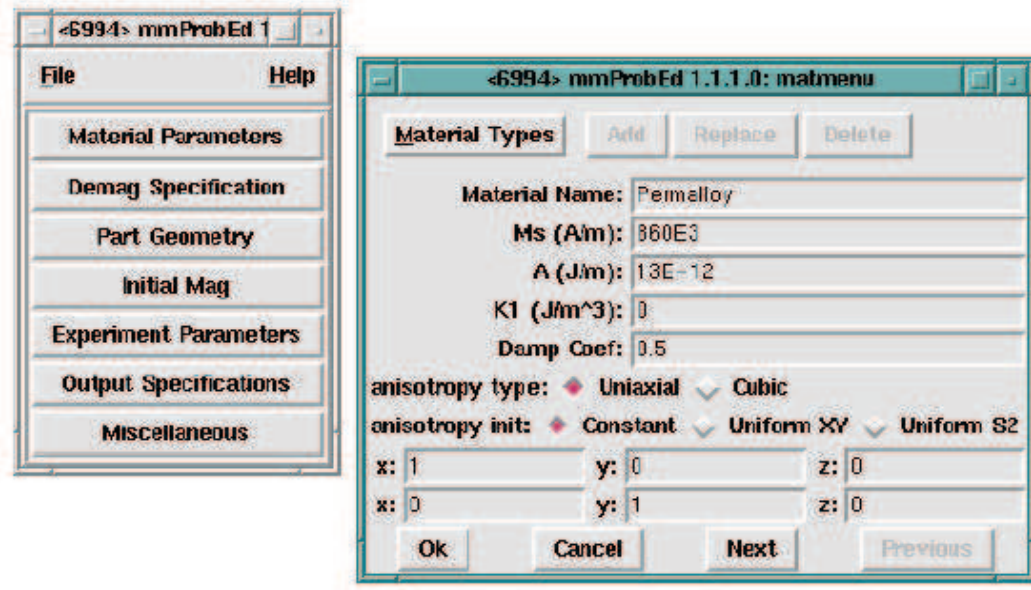 <6994> mmProbEd 1
File Help
Material Parameters
Demag Specification
Part Geometry
Initial Mag
Experiment Parameters
Output Specifications
Miscellaneous
<6994> mmProbEd 1.1.1.0: matmenu
Material Types Add Replace Delete
Material Name: Permalloy
Ms (A/m): 860E3
A (J/m): 13E-12
K1 (J/m^3): 0
Damp Coef: 0.5
anisotropy type: Uniaxial Cubic
anisotropy init: Constant Uniform XY Uniform S2
x: 1 y: 0 z: 0
x: 0 y: 1 z: 0
Ok Cancel Next Previous